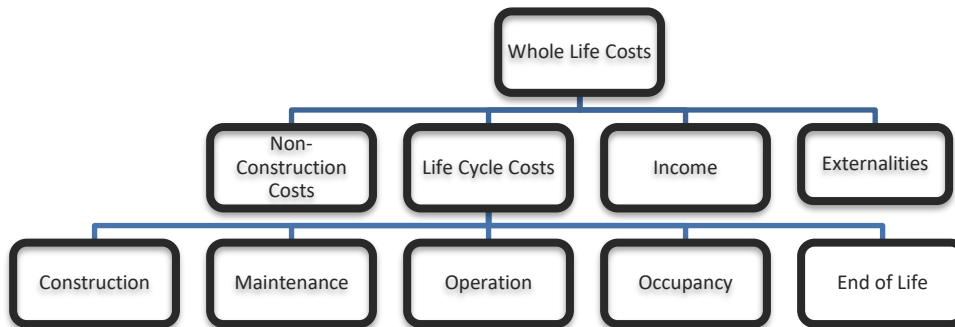 Whole Life Costs
Non-
Construction
Costs
Life Cycle Costs
Income
Externalities
Construction
Maintenance
Operation
Occupancy
End of Life